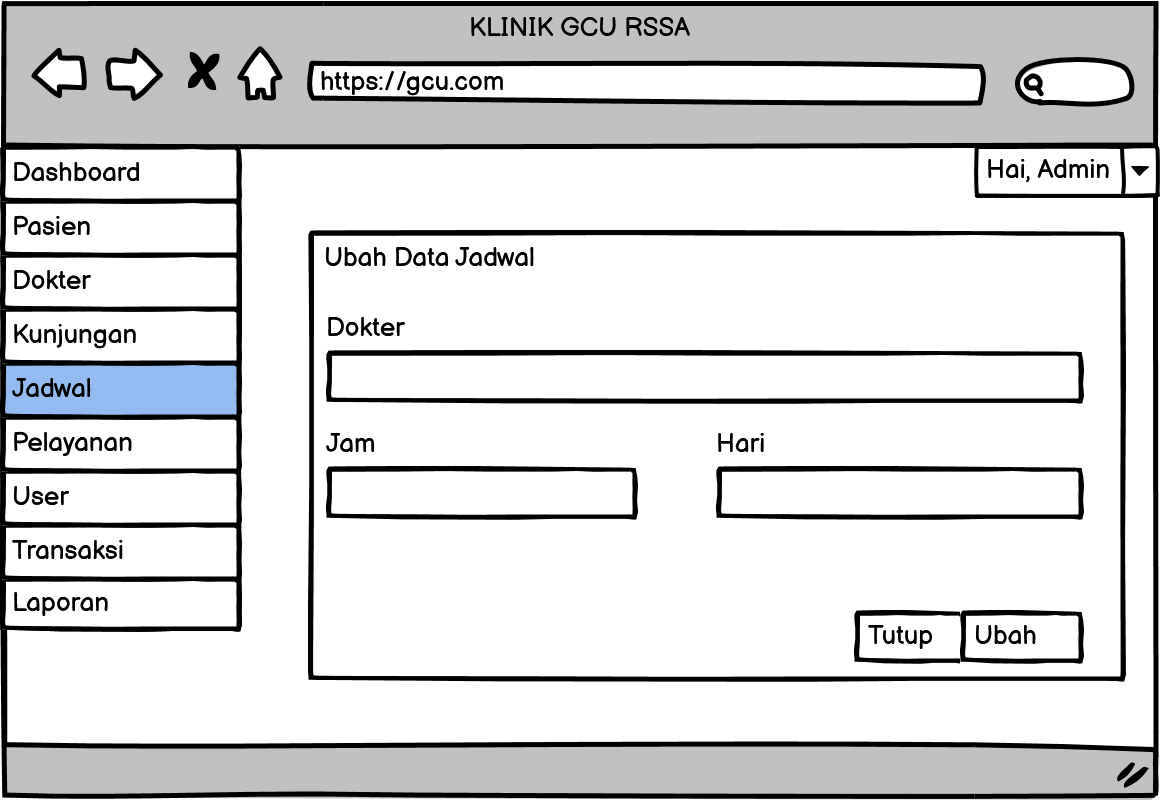 KLINIK GCU RSSA
https://gcu.com
Hai, Admin
Dashboard
Pasien
Dokter
Kunjungan
Jadwal
Pelayanan
User
Transaksi
Laporan
Ubah Data Jadwal
Dokter
Jam
Hari
Tutup
Ubah